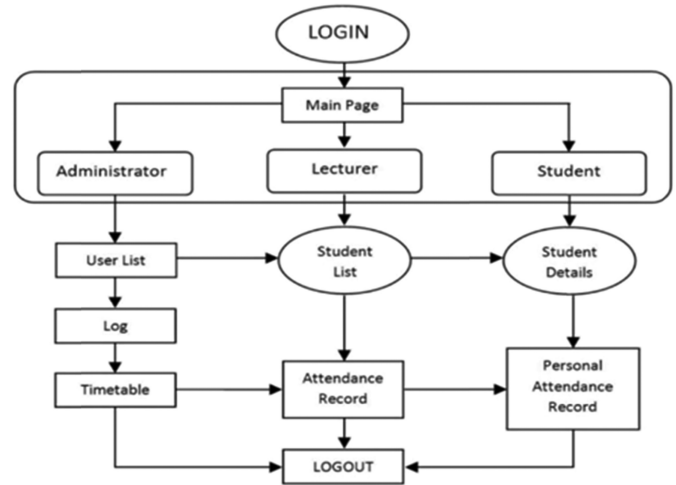 LOGIN
Main Page
Administrator
Lecturer
Student
User List
Student
List
Student
Details
Log
Timetable
Attendance
Record
Personal
Attendance
Record
LOGOUT